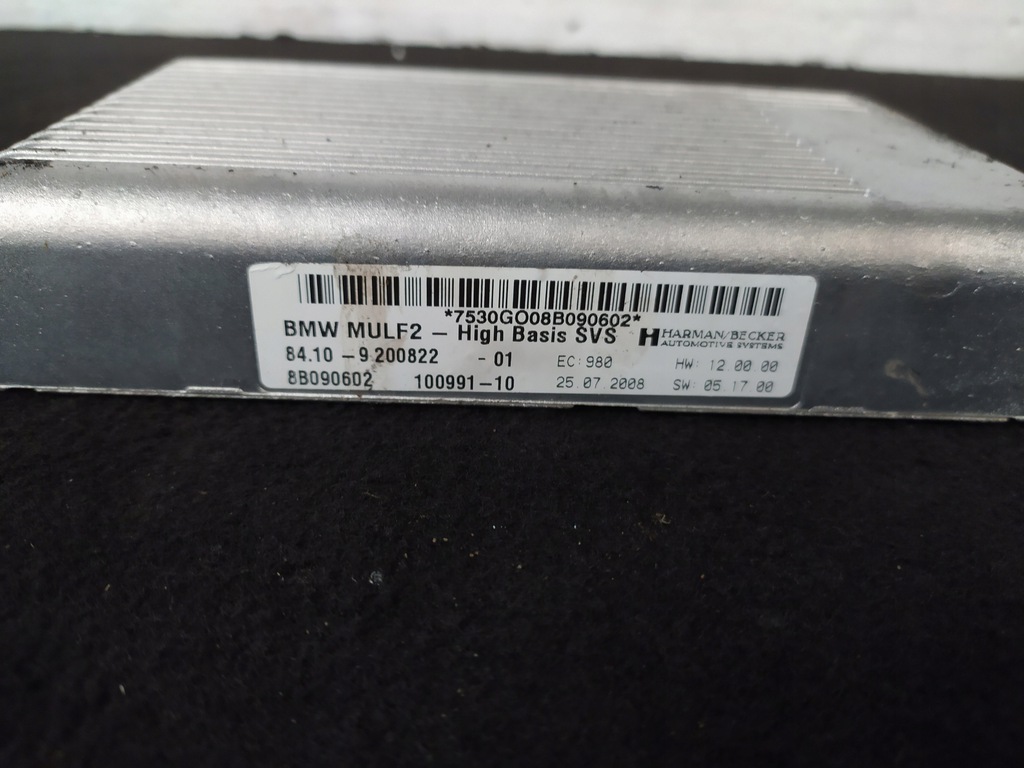 *7530GO08B090602*
BMW MULF2 – High Basis SVS
HARMAN/BECKER
AUTOMOTIVE SYSTEMS
84.10 – 9 200822 - 01 EC: 980 HW: 12.00.00
8B090602 100991–10 25.07.2008 SW: 05.17.00